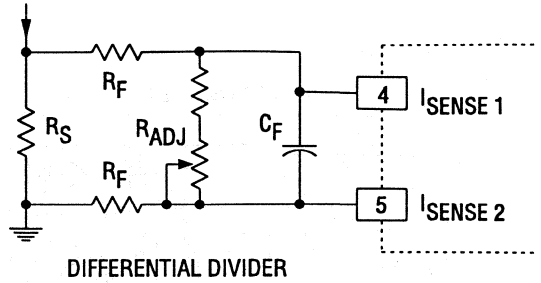 R_F
R_S
R_ADJ
C_F
4
I_SENSE 1
R_F
5
I_SENSE 2
DIFFERENTIAL DIVIDER